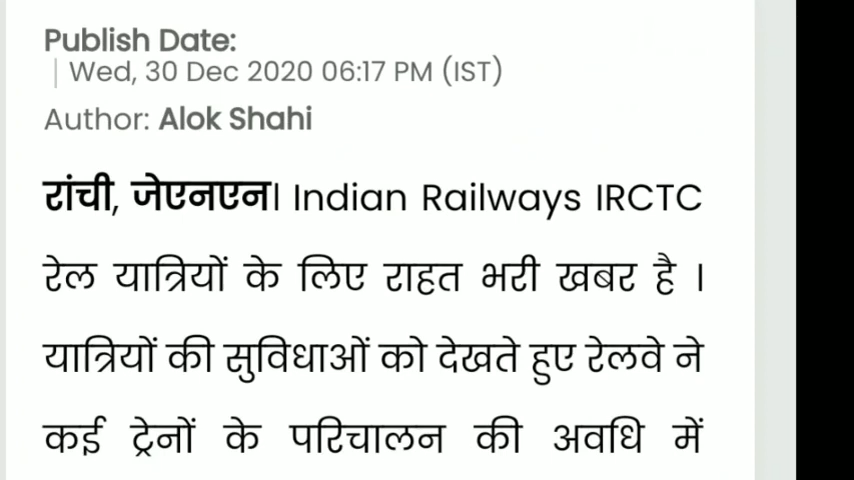 Publish Date:
| Wed, 30 Dec 2020 06:17 PM (IST)
Author: Alok Shahi
रांची, जेएनएन। Indian Railways IRCTC
रेल यात्रियों के लिए राहत भरी खबर है ।
यात्रियों की सुविधाओं को देखते हुए रेलवे ने
कई ट्रेनों के परिचालन की अवधि में